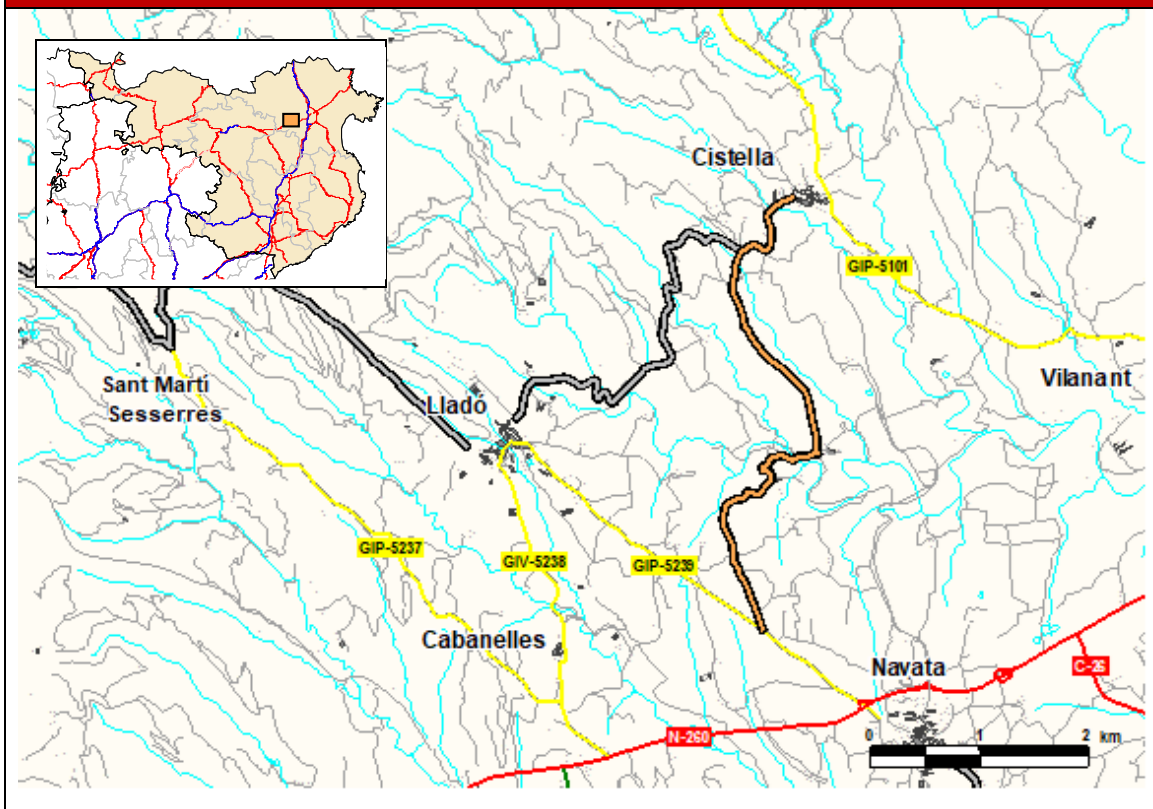 Cistella
GIP-5101
Vilanant
Sant Martí
Sesserres
Lladó
GIP-5237
GIV-5238
GIP-5239
Cabanelles
Navata
C-26
N-260
0 1 2 km